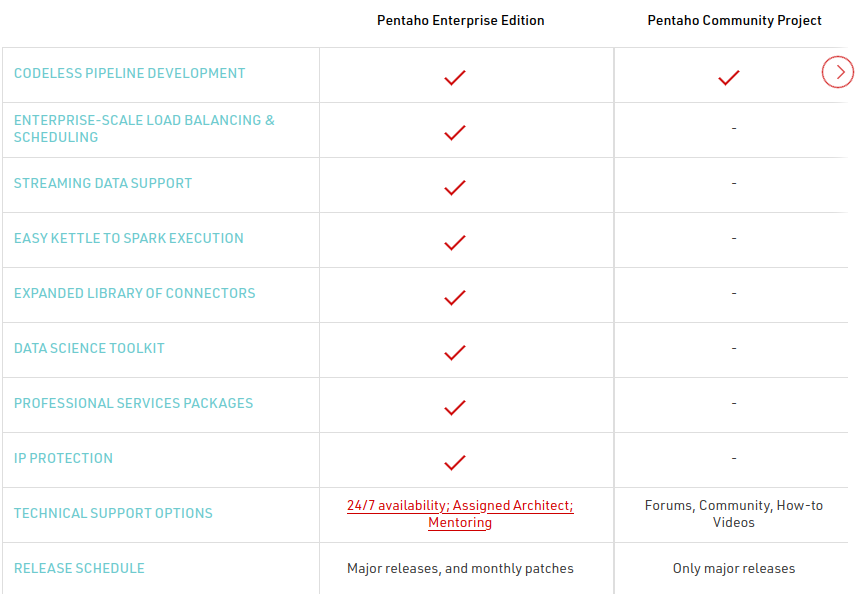 Pentaho Enterprise Edition Pentaho Community Project
CODELESS PIPELINE DEVELOPMENT
ENTERPRISE-SCALE LOAD BALANCING &
SCHEDULING
-
STREAMING DATA SUPPORT
-
EASY KETTLE TO SPARK EXECUTION
-
EXPANDED LIBRARY OF CONNECTORS
-
DATA SCIENCE TOOLKIT
-
PROFESSIONAL SERVICES PACKAGES
-
IP PROTECTION
-
TECHNICAL SUPPORT OPTIONS
24/7 availability; Assigned Architect;
Mentoring
Forums, Community, How-to
Videos
RELEASE SCHEDULE
Major releases, and monthly patches
Only major releases